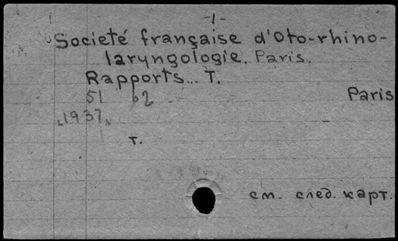 -1-
Société française d'Oto-rhino-
laryngologie. Paris.
Rapports... T.
51 62 Paris
1937
т.
см. след. карт.